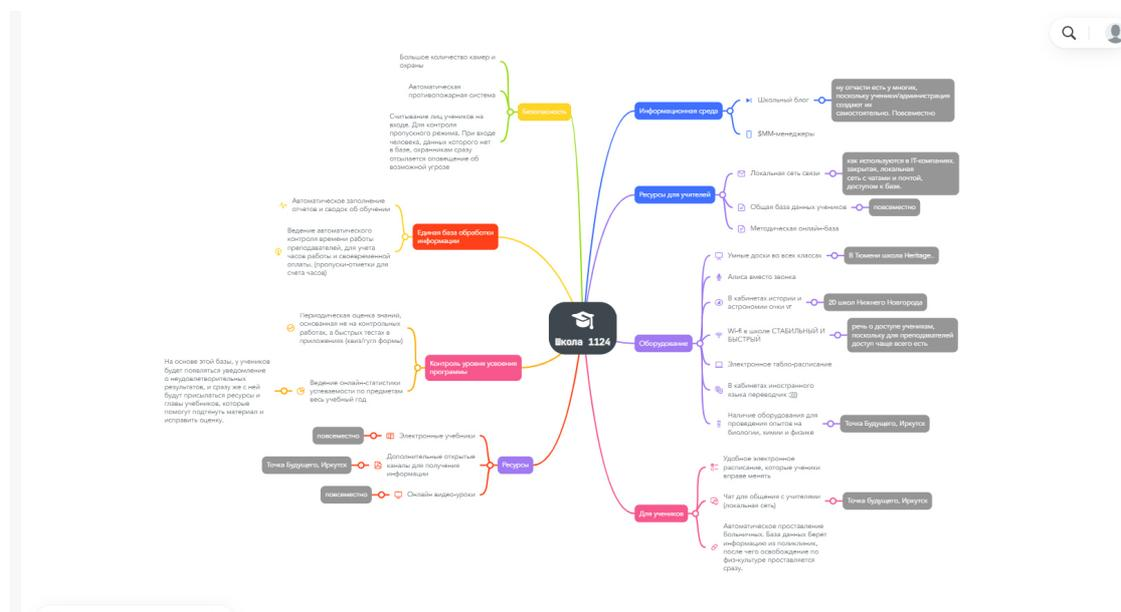 Школа 1124
Безопасность
Большое количество камер и
охраны
Автоматическая
противопожарная система
Считывание лиц учеников на
входе. Для контроля
пропускного режима. При входе
человека, данных которого нет
в базе, охранникам сразу
отсылается оповещение об
возможной угрозе
Единая база обработки
информации
Автоматическое заполнение
отчетов и сводок об обучении
Ведение автоматического
контроля времени работы
преподавателей, для учета
часов работы и своевременной
оплаты. (пропуски-отметки для
счета часов)
Контроль уровня усвоения
программы
Периодическая оценка знаний,
основанная не на контрольных
работах, а быстрых тестах в
приложениях (квиз/гугл формы)
Ведение онлайн-статистики
успеваемости по предметам
весь учебный год
На основе этой базы, у учеников
будет появляться уведомление
о неудовлетворительных
результатов, и сразу же с ней
будут присылаться ресурсы и
главы учебников, которые
помогут подтянуть материал и
исправить оценку.
Ресурсы
Электронные учебники
повсеместно
Дополнительные открытые
каналы для получения
информации
Точка Будущего, Иркутск
Онлайн видео-уроки
повсеместно
Информационная среда
Школьный блог
ну отчасти есть у многих,
поскольку ученики/администрация
создают их
самостоятельно. Повсеместно
$ММ-менеджеры
Ресурсы для учителей
Локальная сеть связи
как используются в IT-компаниях.
закрытая, локальная
сеть с чатами и почтой,
доступом к базе.
Общая база данных учеников
повсеместно
Методическая онлайн-база
Оборудование
Умные доски во всех классах
В Тюмени школа Heritage.
Алиса вместо звонка
В кабинетах истории и
астрономии очки vr
20 школ Нижнего Новгорода
Wi-fi в школе СТАБИЛЬНЫЙ И
БЫСТРЫЙ
речь о доступе ученикам,
поскольку для преподавателей
доступ чаще всего есть
Электронное табло-расписание
В кабинетах иностранного
языка переводчик
Наличие оборудования для
проведения опытов на
биологии, химии и физике
Точка Будущего, Иркутск
Для учеников
Удобное электронное
расписание, которые ученики
вправе менять
Чат для общения с учителями
(локальная сеть)
Точка будущего, Иркутск
Автоматическое проставление
больничных. База данных берёт
информацию из поликлиник,
после чего освобождение по
физ-культуре проставляется
сразу.